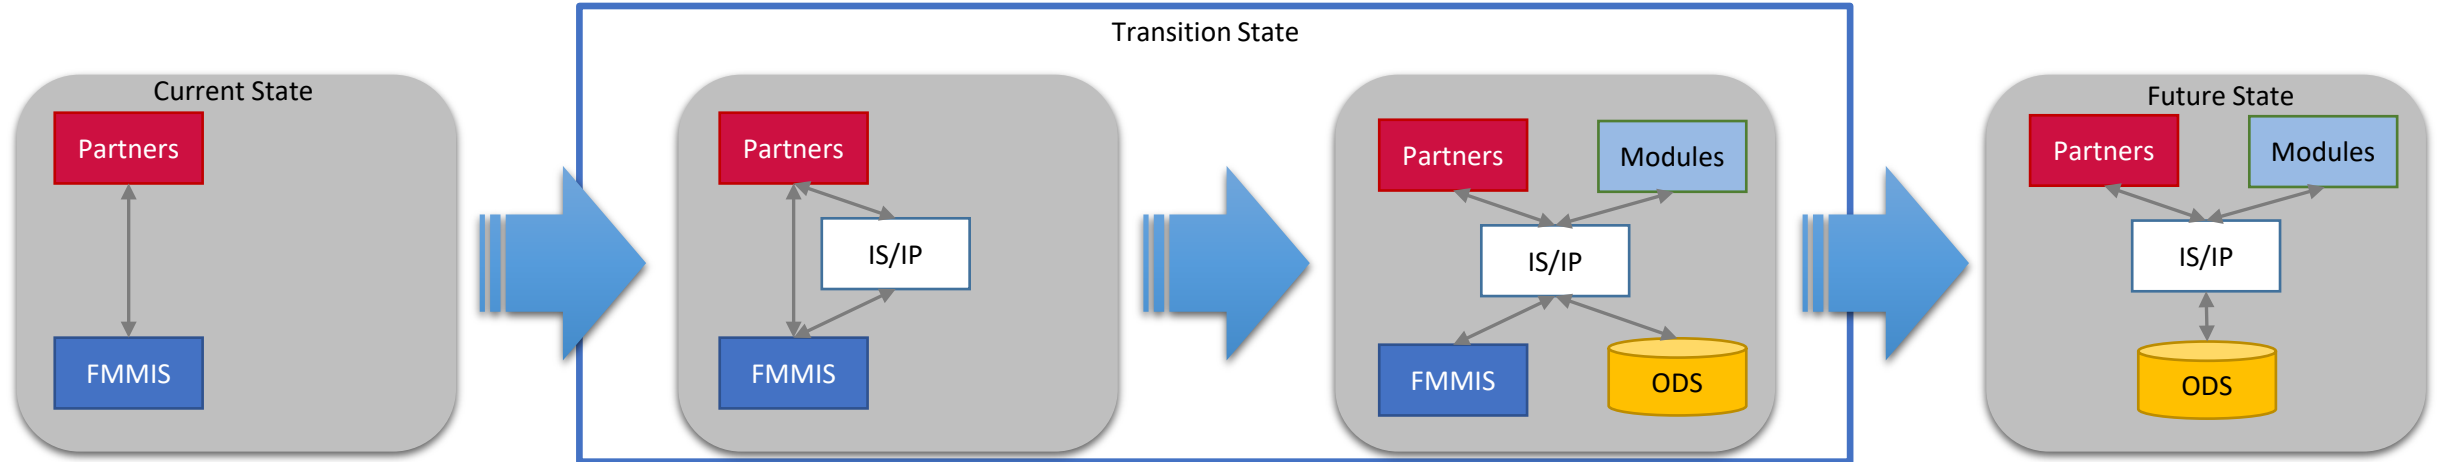 Transition State
Current State
Partners
FMMIS
Partners
IS/IP
FMMIS
Partners
Modules
IS/IP
FMMIS
ODS
Future State
Partners
Modules
IS/IP
ODS